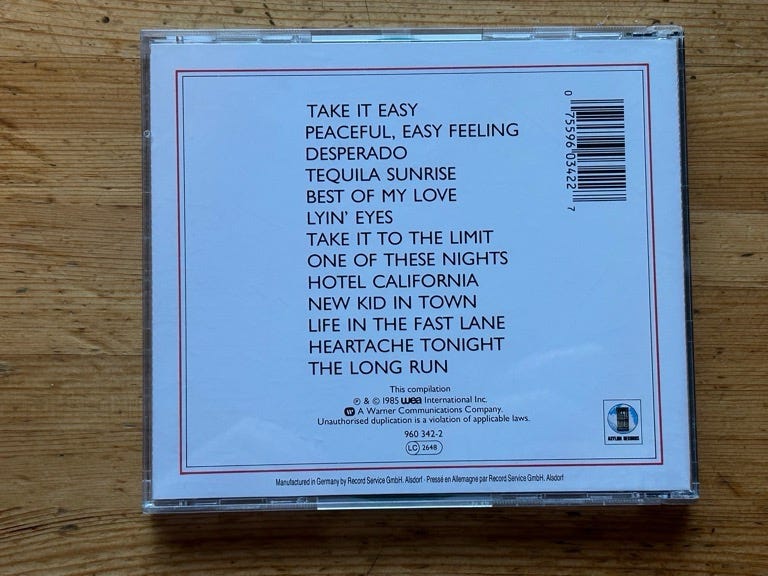 TAKE IT EASY
PEACEFUL, EASY FEELING
DESPERADO
TEQUILA SUNRISE
BEST OF MY LOVE
LYIN' EYES
TAKE IT TO THE LIMIT
ONE OF THESE NIGHTS
HOTEL CALIFORNIA
NEW KID IN TOWN
LIFE IN THE FAST LANE
HEARTACHE TONIGHT
THE LONG RUN
This compilation
℗ & © 1985 wea International Inc.
A Warner Communications Company.
Unauthorised duplication is a violation of applicable laws.
960 342-2
LC 2648
0 75596 03422 7
ASYLUM RECORDS
Manufactured in Germany by Record Service GmbH. Alsdorf · Pressé en Allemagne par Record Service GmbH. Alsdorf